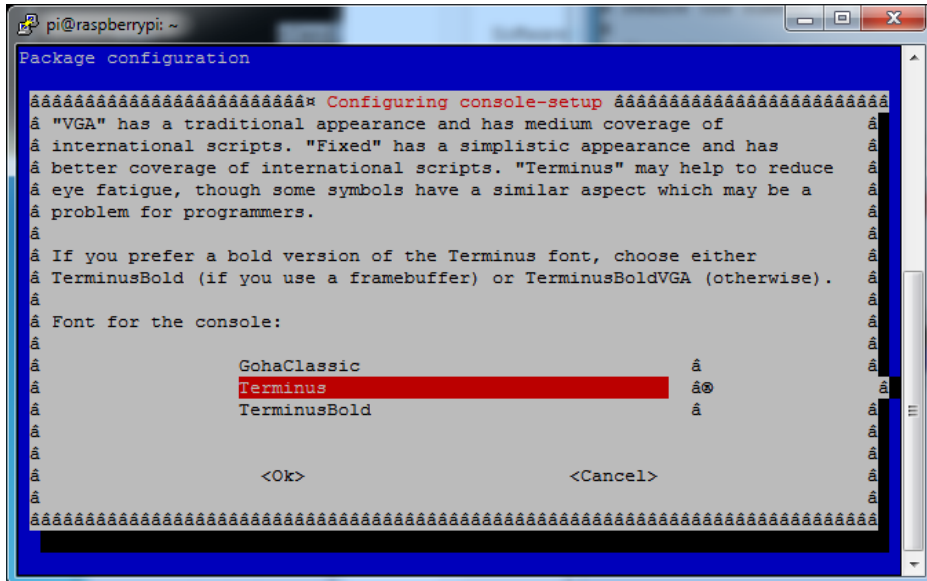 pi@raspberrypi: ~
Package configuration
ââââââââââââââââââââââââââ¤ Configuring console-setup âââââââââââââââââââââââââ
â "VGA" has a traditional appearance and has medium coverage of â
â international scripts. "Fixed" has a simplistic appearance and has â
â better coverage of international scripts. "Terminus" may help to reduce â
â eye fatigue, though some symbols have a similar aspect which may be a â
â problem for programmers. â
â â
â If you prefer a bold version of the Terminus font, choose either â
â TerminusBold (if you use a framebuffer) or TerminusBoldVGA (otherwise). â
â â
â Font for the console: â
â â
â GohaClassic â â
â Terminus â® â
â TerminusBold â â
â â
â â
â <Ok> <Cancel> â
â â
âââââââââââââââââââââââââââââââââââââââââââââââââââââââââââââââââââââââââââââ